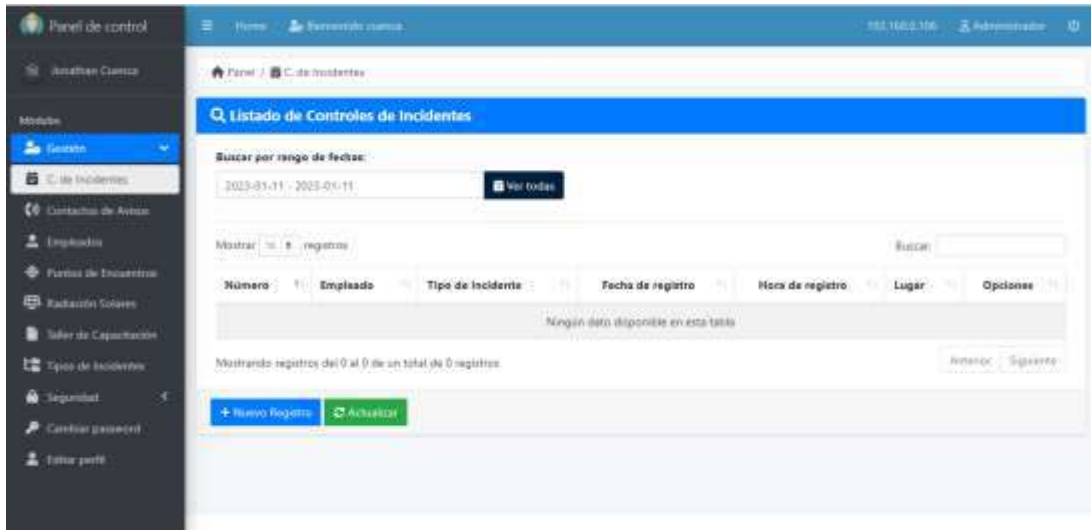 Panel de control
Home
Bienvenido cuenca
192.168.0.106
Administrador
Jonathan Cuenca
Panel / C. de Incidentes
Módulos
Listado de Controles de Incidentes
Gestión
Buscar por rango de fechas:
C. de Incidentes
2023-01-11 - 2023-01-11
Ver todas
Contactos de Avisos
Empleados
Mostrar 10 registros
Buscar:
Puntos de Encuentros
Número Empleado Tipo de Incidente Fecha de registro Hora de registro Lugar Opciones
Radiación Solares
Ningún dato disponible en esta tabla
Taller de Capacitación
Tipos de Incidentes
Mostrando registros del 0 al 0 de un total de 0 registros
Anterior Siguiente
Seguridad
Nuevo Registro
Actualizar
Cambiar password
Editar perfil